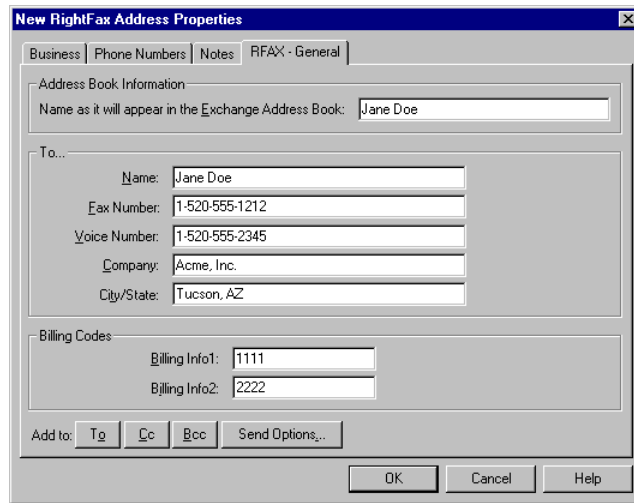 New RightFax Address Properties
Business Phone Numbers Notes RFAX - General
Address Book Information
Name as it will appear in the Exchange Address Book: Jane Doe
To...
Name: Jane Doe
Fax Number: 1-520-555-1212
Voice Number: 1-520-555-2345
Company: Acme, Inc.
City/State: Tucson, AZ
Billing Codes
Billing Info1: 1111
Billing Info2: 2222
Add to: To Cc Bcc Send Options...
OK Cancel Help